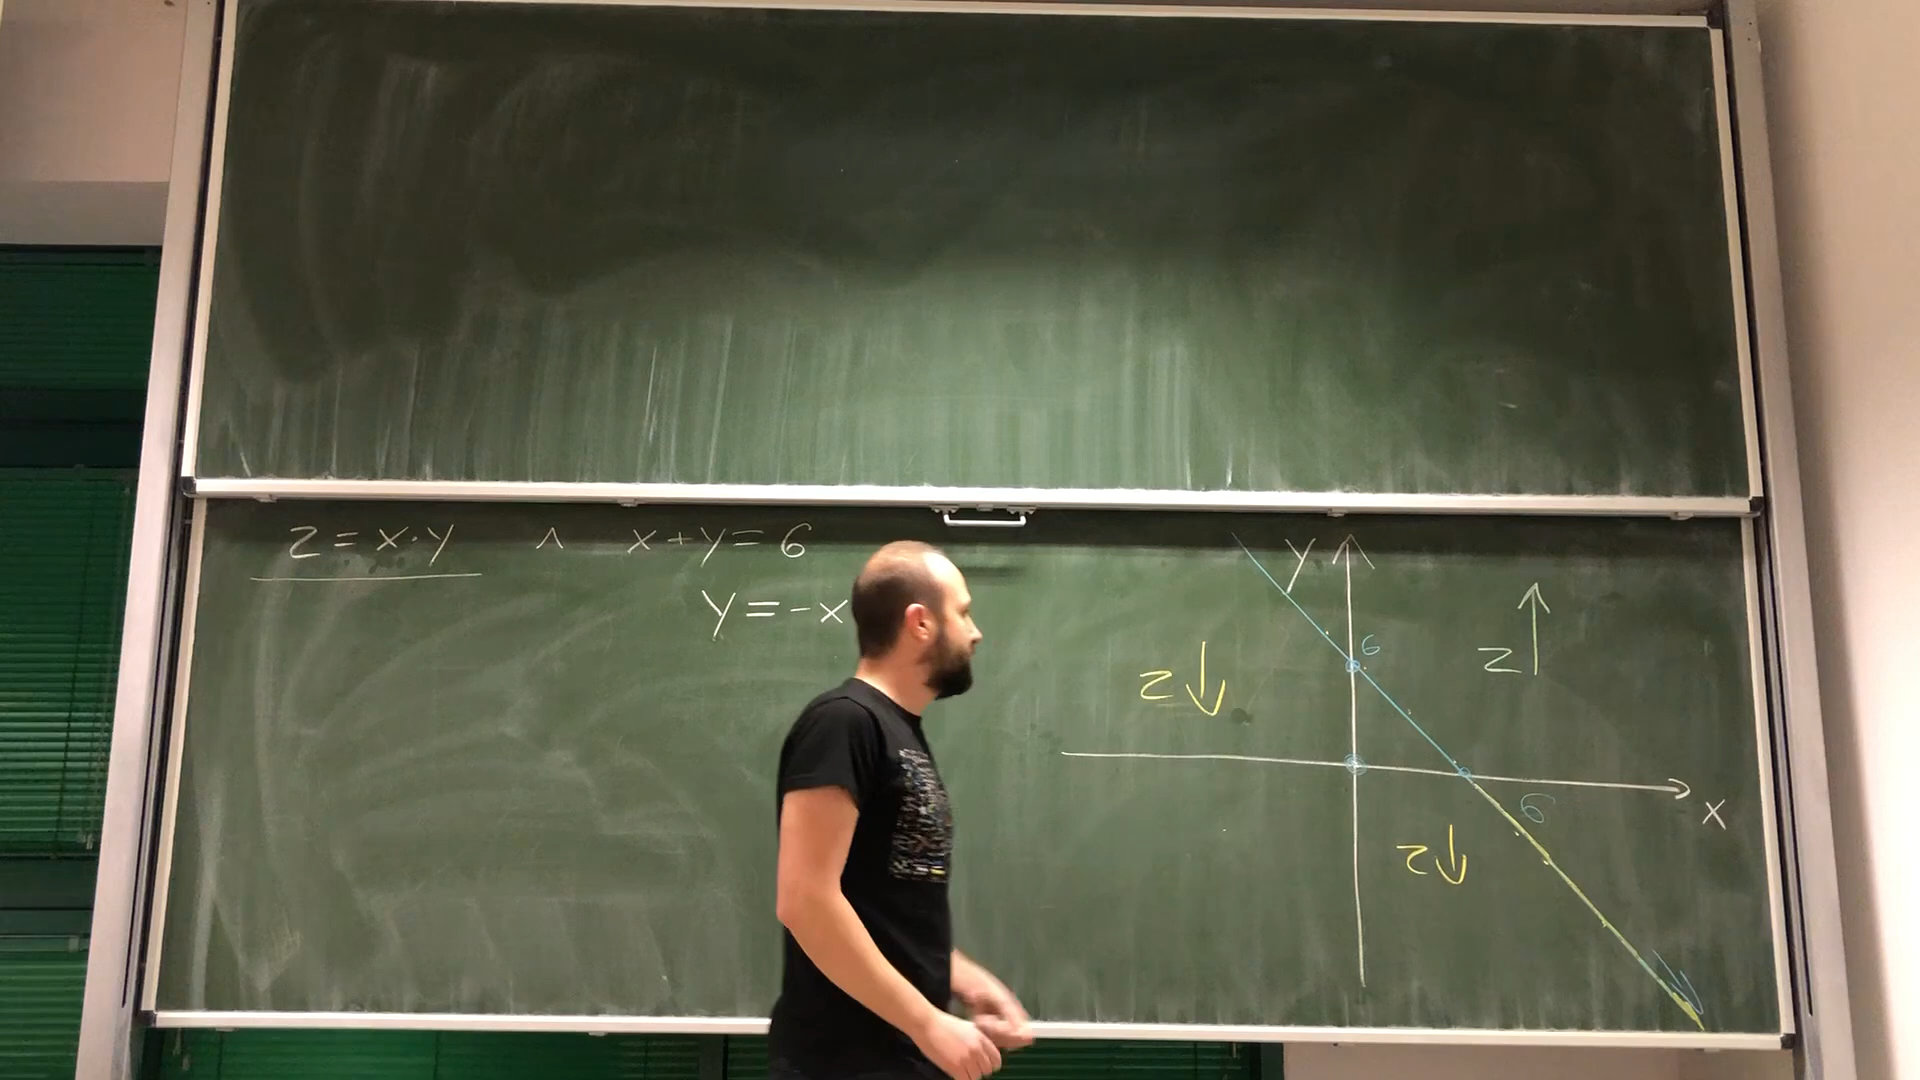 z = x·y ∧ x+y=6
y=-x
y
6
z↑
z↓
x
6
z↓